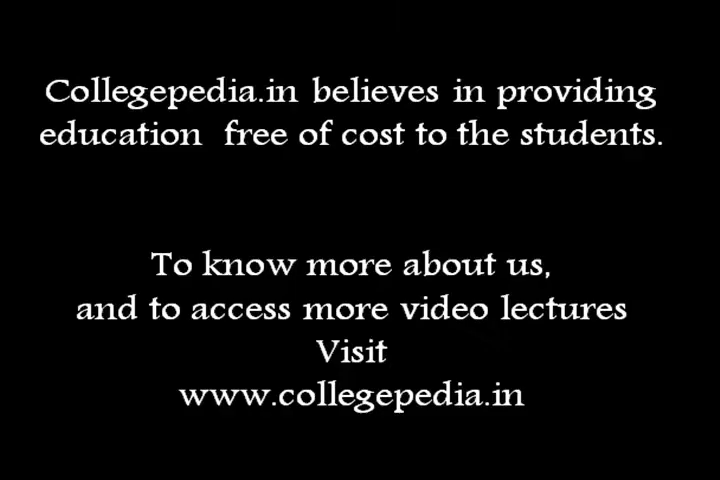 Collegepedia.in believes in providing
education free of cost to the students.
To know more about us,
and to access more video lectures
Visit
www.collegepedia.in